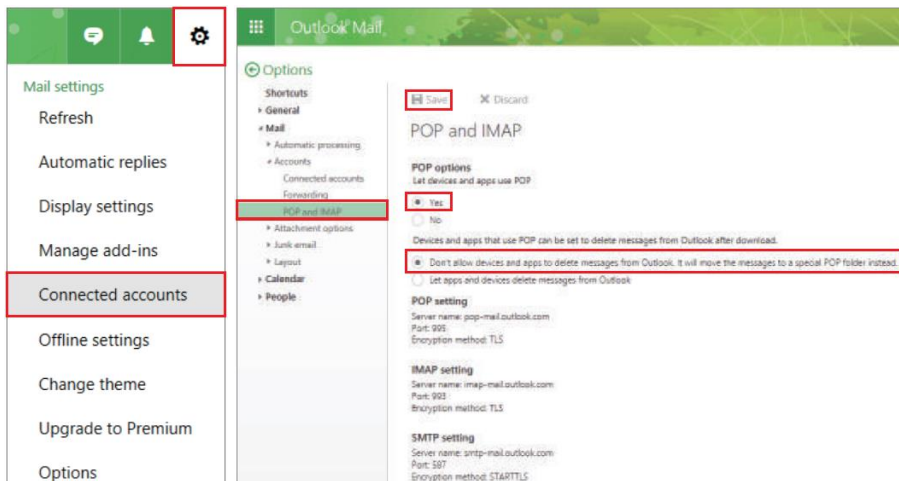 Mail settings
Refresh
Automatic replies
Display settings
Manage add-ins
Connected accounts
Offline settings
Change theme
Upgrade to Premium
Options
Outlook Mail
Options
Shortcuts
General
Mail
Automatic processing
Accounts
Connected accounts
Forwarding
POP and IMAP
Attachment options
Junk email
Layout
Calendar
People
Save Discard
POP and IMAP
POP options
Let devices and apps use POP
Yes
No
Devices and apps that use POP can be set to delete messages from Outlook after download.
Don't allow devices and apps to delete messages from Outlook. It will move the messages to a special POP folder instead.
Let apps and devices delete messages from Outlook
POP setting
Server name: pop-mail.outlook.com
Port: 995
Encryption method: TLS
IMAP setting
Server name: imap-mail.outlook.com
Port: 993
Encryption method: TLS
SMTP setting
Server name: smtp-mail.outlook.com
Port: 587
Encryption method: STARTTLS